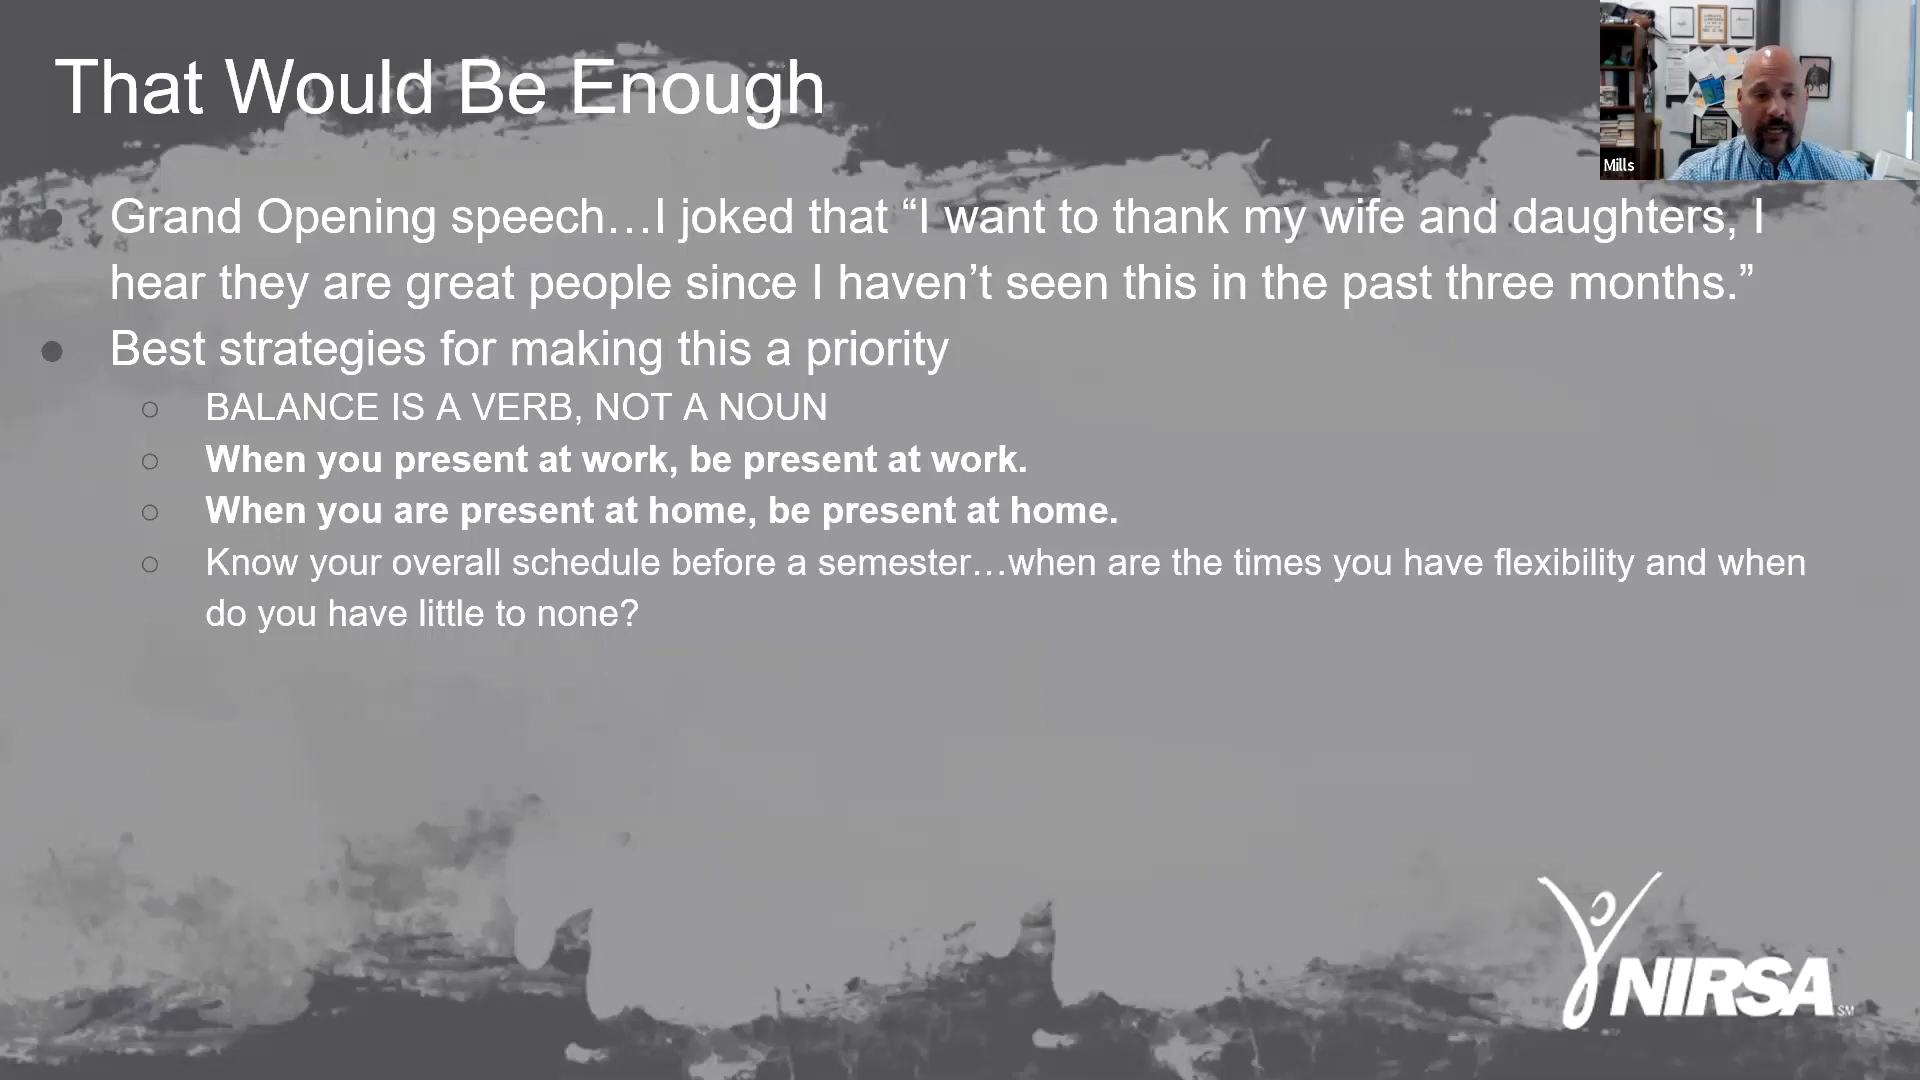 That Would Be Enough
Mills
Grand Opening speech…I joked that “I want to thank my wife and daughters, I
hear they are great people since I haven’t seen this in the past three months.”
Best strategies for making this a priority
BALANCE IS A VERB, NOT A NOUN
When you present at work, be present at work.
When you are present at home, be present at home.
Know your overall schedule before a semester…when are the times you have flexibility and when
do you have little to none?
NIRSA SM